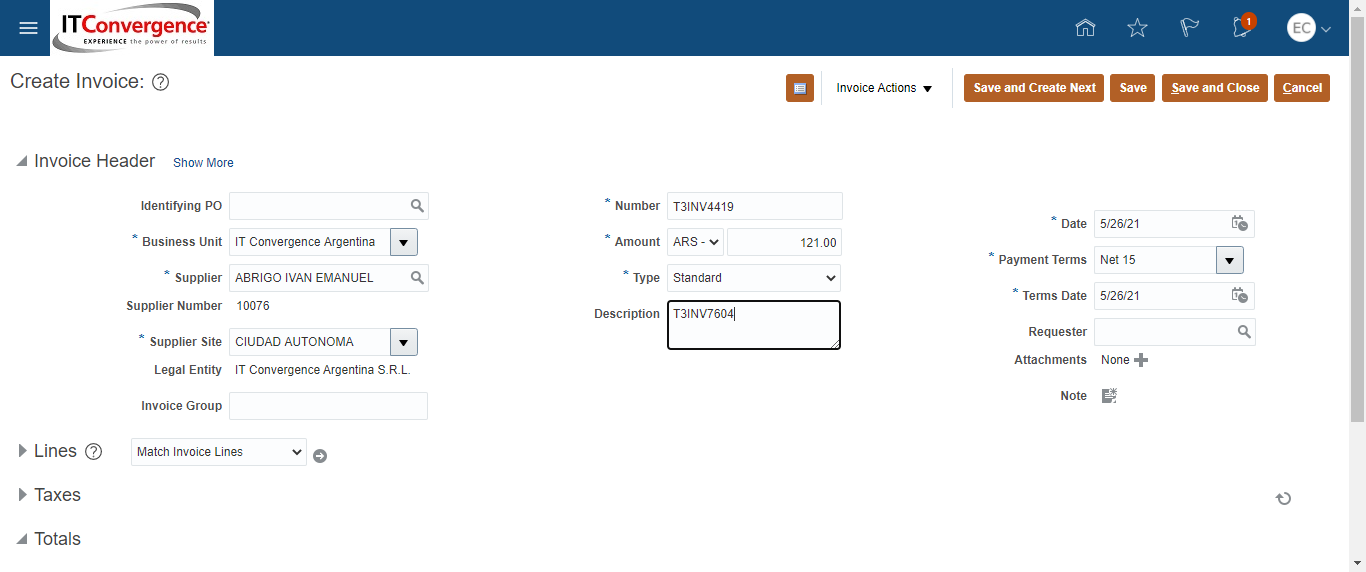 ITConvergence
EXPERIENCE the power of results
1
EC
Create Invoice: ?
Invoice Actions
Save and Create Next
Save
Save and Close
Cancel
Invoice Header
Show More
Identifying PO
* Business Unit IT Convergence Argentina
* Supplier ABRIGO IVAN EMANUEL
Supplier Number 10076
* Supplier Site CIUDAD AUTONOMA
Legal Entity IT Convergence Argentina S.R.L.
Invoice Group
* Number T3INV4419
* Amount ARS - 121.00
* Type Standard
Description T3INV7604
* Date 5/26/21
* Payment Terms Net 15
* Terms Date 5/26/21
Requester
Attachments None
Note
Lines ? Match Invoice Lines
Taxes
Totals